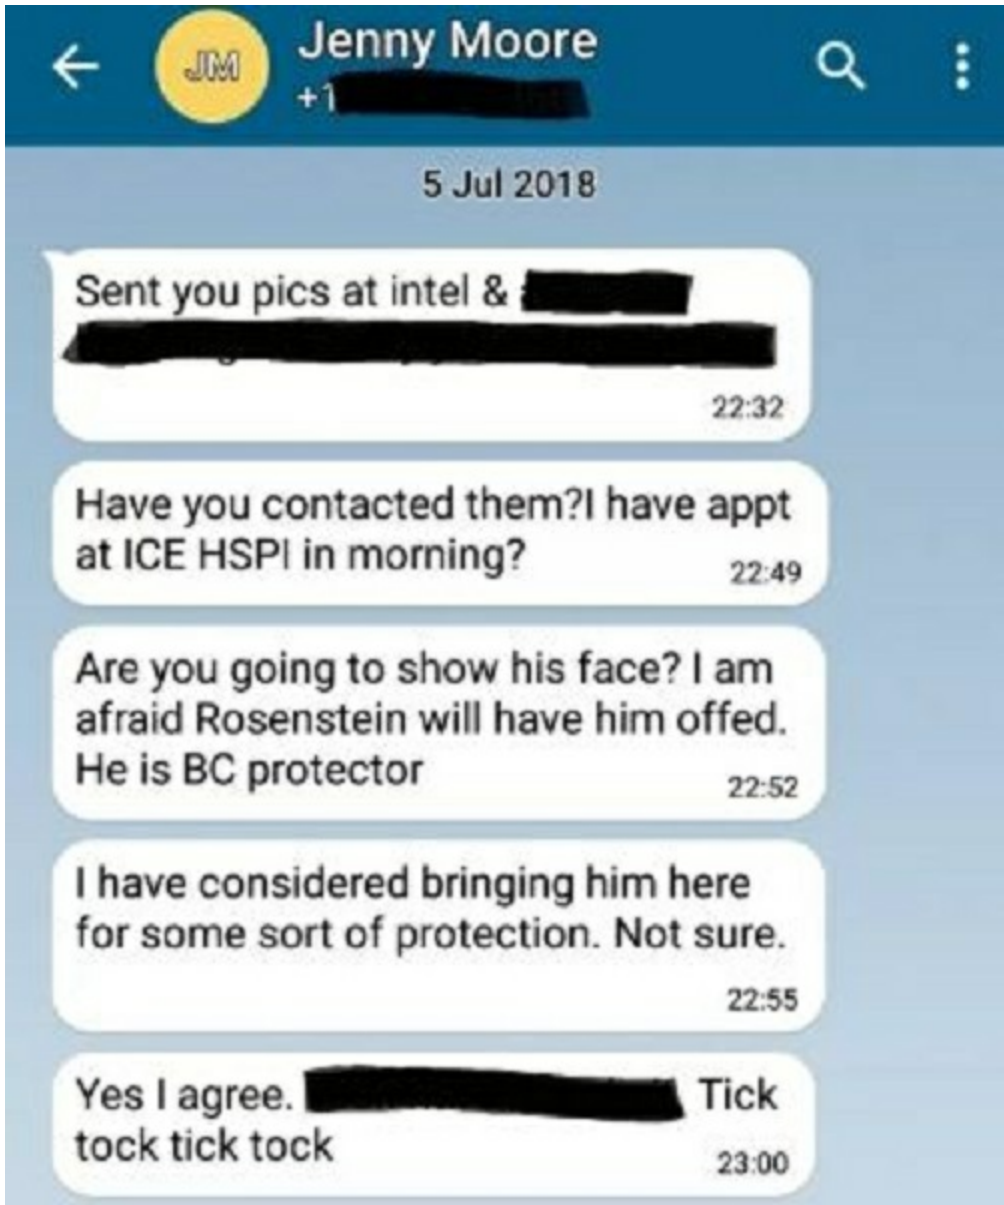 JM
Jenny Moore
+1
5 Jul 2018
Sent you pics at intel &
22:32
Have you contacted them?I have appt
at ICE HSPI in morning?
22:49
Are you going to show his face? I am
afraid Rosenstein will have him offed.
He is BC protector
22:52
I have considered bringing him here
for some sort of protection. Not sure.
22:55
Yes I agree. Tick
tock tick tock
23:00